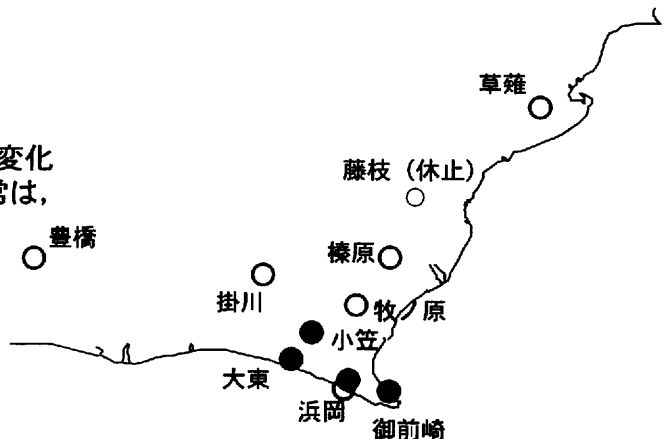 草薙
変化
常は,
藤枝（休止）
豊橋
榛原
掛川
牧ノ原
小笠
大東
浜岡
御前崎